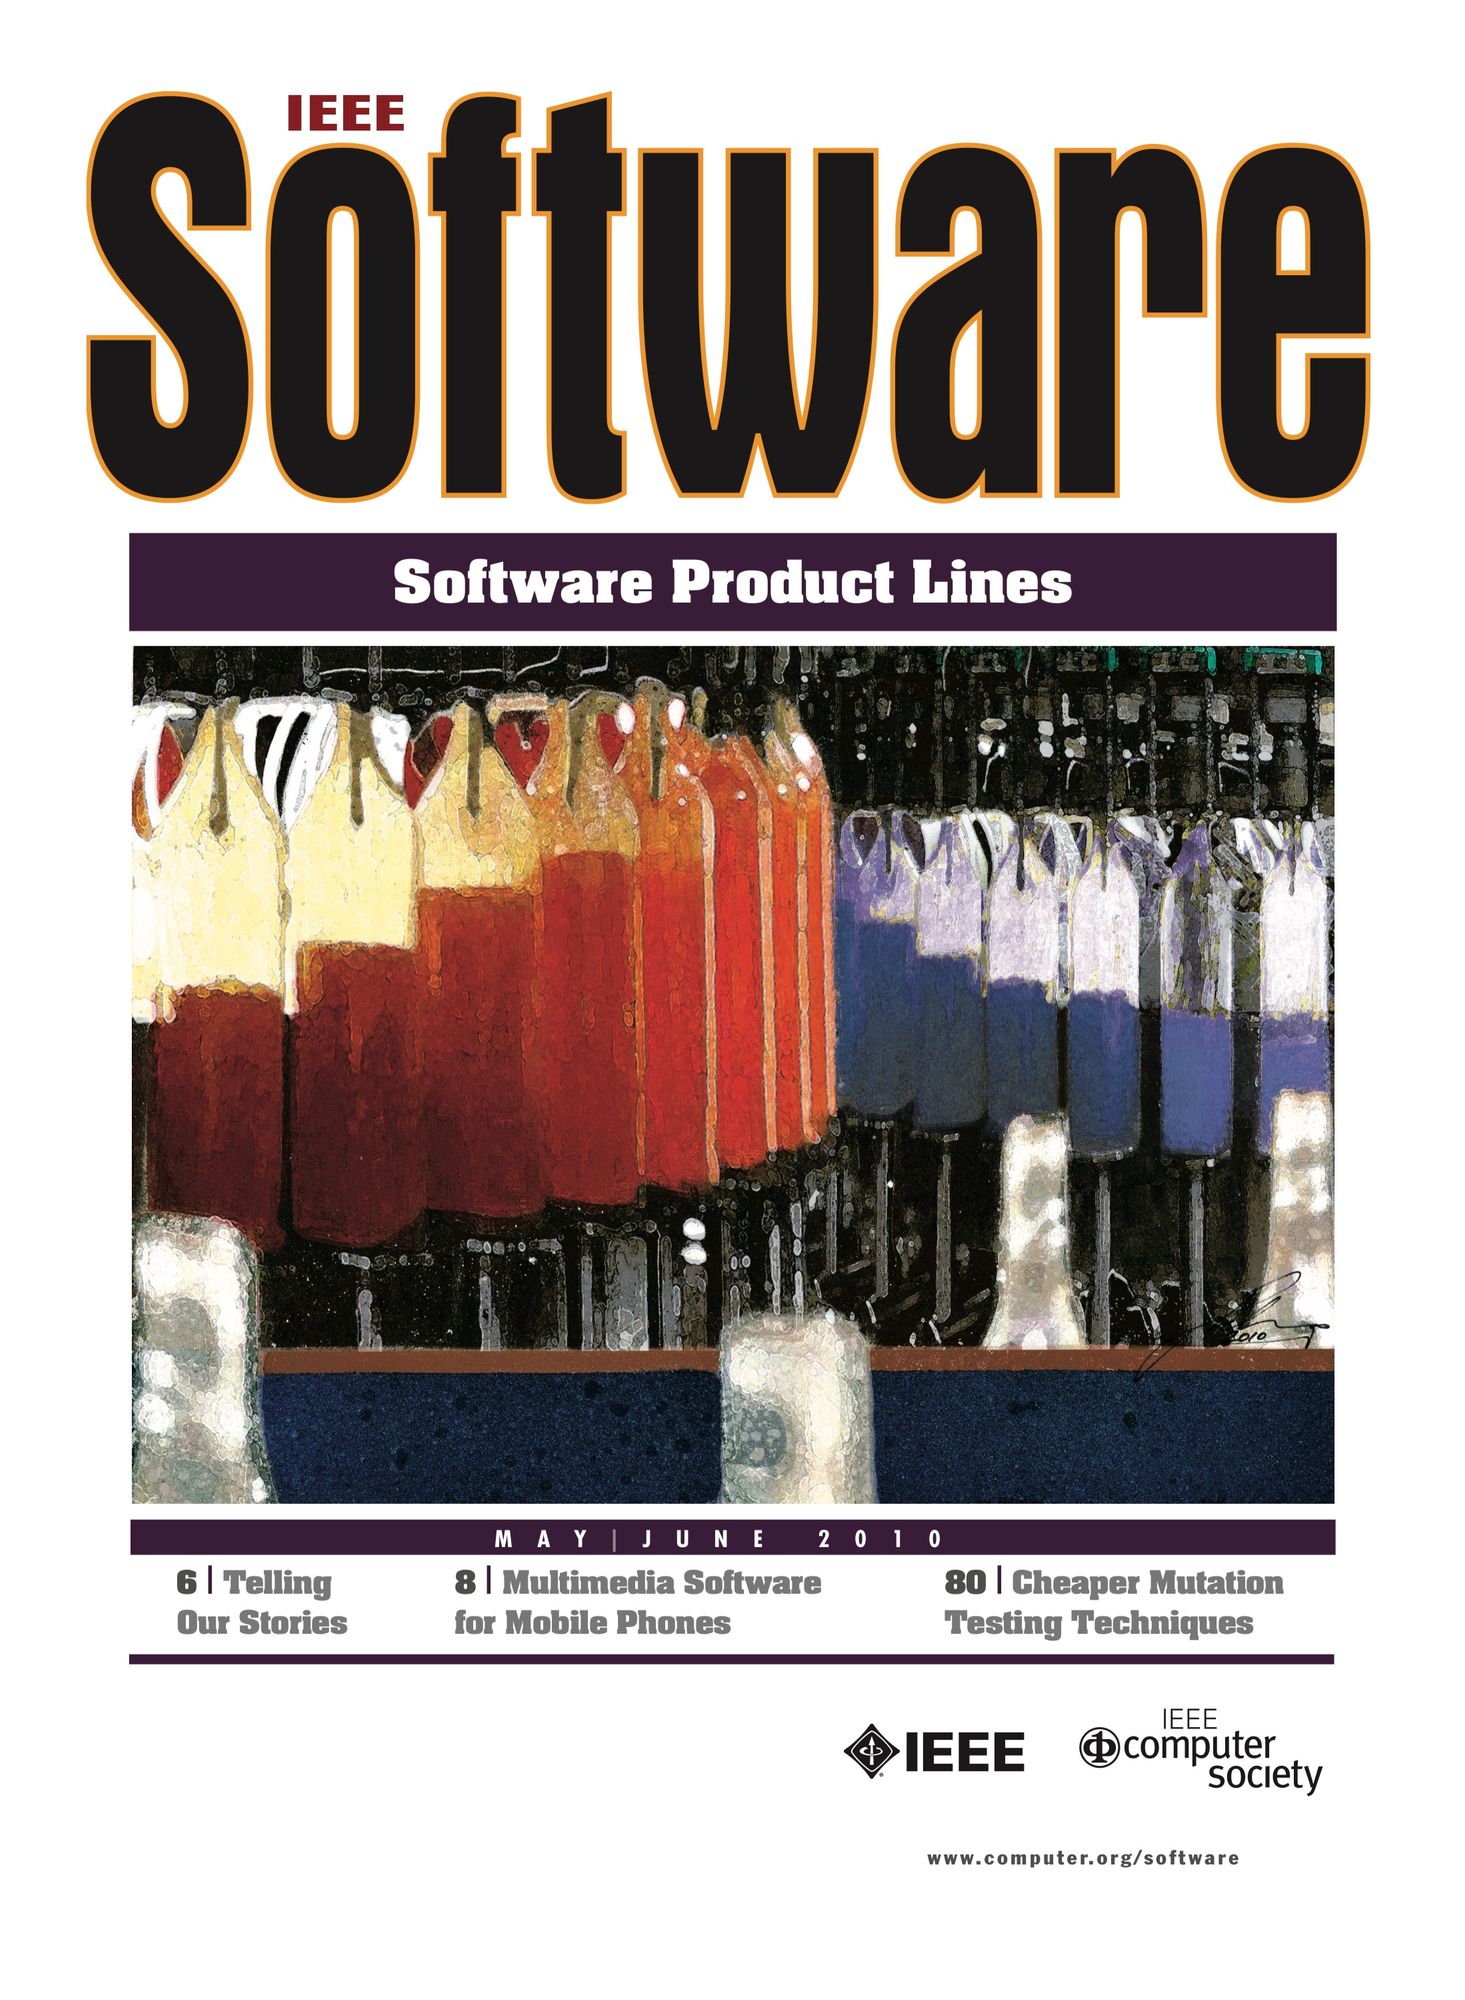 IEEE
Software
Software Product Lines
2010
MAY | JUNE 2010
6 | Telling
Our Stories
8 | Multimedia Software
for Mobile Phones
80 | Cheaper Mutation
Testing Techniques
IEEE
IEEE
computer
society
www.computer.org/software